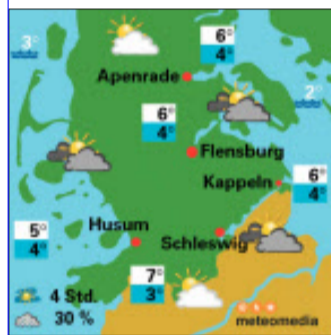 3°
6°
4°
Apenrade
2°
6°
4°
Flensburg
Kappeln
6°
4°
5°
4°
Husum
Schleswig
7°
3°
4 Std.
30 %
meteomedia